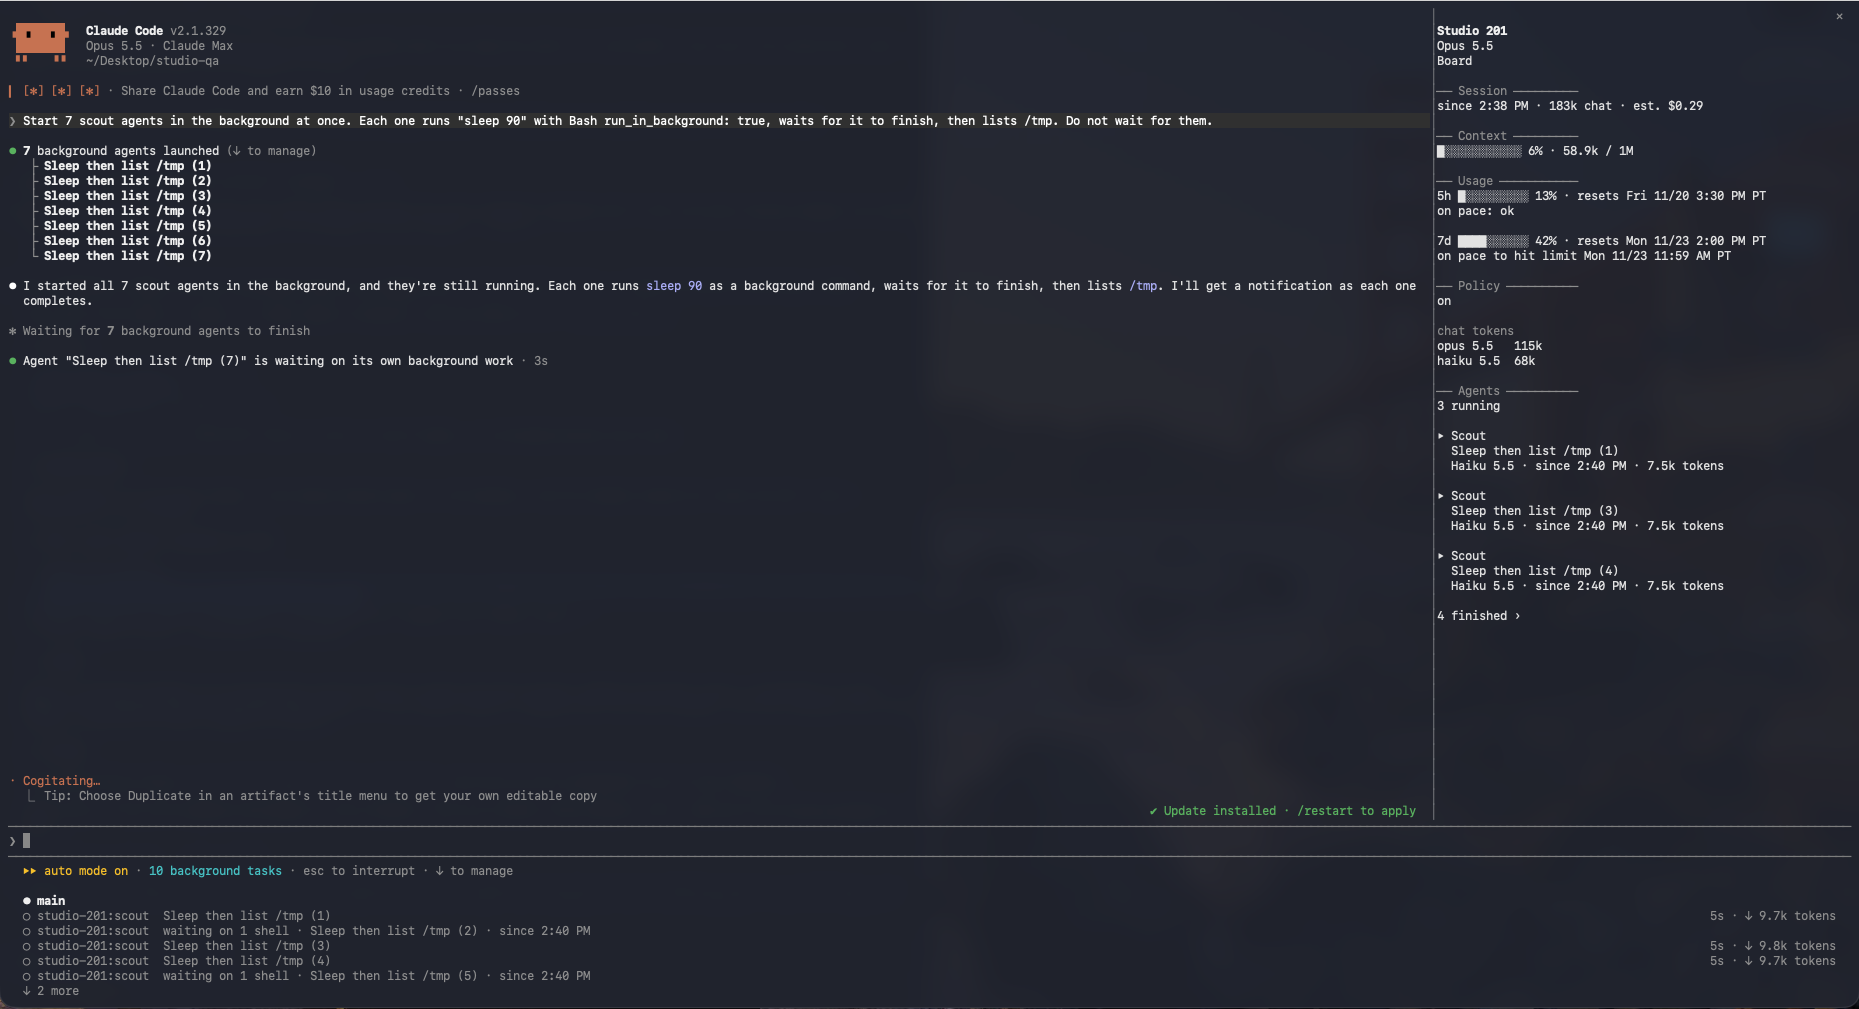 Claude Code v2.1.329
Opus 5.5 · Claude Max
~/Desktop/studio-qa
[✻] [✻] [✻] · Share Claude Code and earn $10 in usage credits · /passes
❯ Start 7 scout agents in the background at once. Each one runs "sleep 90" with Bash run_in_background: true, waits for it to finish, then lists /tmp. Do not wait for them.
● 7 background agents launched (↓ to manage)
├ Sleep then list /tmp (1)
├ Sleep then list /tmp (2)
├ Sleep then list /tmp (3)
├ Sleep then list /tmp (4)
├ Sleep then list /tmp (5)
├ Sleep then list /tmp (6)
└ Sleep then list /tmp (7)
● I started all 7 scout agents in the background, and they're still running. Each one runs sleep 90 as a background command, waits for it to finish, then lists /tmp. I'll get a notification as each one
completes.
✻ Waiting for 7 background agents to finish
● Agent "Sleep then list /tmp (7)" is waiting on its own background work · 3s
· Cogitating…
⎿ Tip: Choose Duplicate in an artifact's title menu to get your own editable copy
✔ Update installed · /restart to apply
×
Studio 201
Opus 5.5
Board
── Session ─────────
since 2:38 PM · 183k chat · est. $0.29
── Context ─────────
6% · 58.9k / 1M
── Usage ───────────
5h 13% · resets Fri 11/20 3:30 PM PT
on pace: ok
7d 42% · resets Mon 11/23 2:00 PM PT
on pace to hit limit Mon 11/23 11:59 AM PT
── Policy ──────────
on
chat tokens
opus 5.5 115k
haiku 5.5 68k
── Agents ──────────
3 running
▸ Scout
Sleep then list /tmp (1)
Haiku 5.5 · since 2:40 PM · 7.5k tokens
▸ Scout
Sleep then list /tmp (3)
Haiku 5.5 · since 2:40 PM · 7.5k tokens
▸ Scout
Sleep then list /tmp (4)
Haiku 5.5 · since 2:40 PM · 7.5k tokens
4 finished ›
❯
▸▸ auto mode on · 10 background tasks · esc to interrupt · ↓ to manage
● main
○ studio-201:scout Sleep then list /tmp (1) 5s · ↓ 9.7k tokens
○ studio-201:scout waiting on 1 shell · Sleep then list /tmp (2) · since 2:40 PM
○ studio-201:scout Sleep then list /tmp (3) 5s · ↓ 9.8k tokens
○ studio-201:scout Sleep then list /tmp (4) 5s · ↓ 9.7k tokens
○ studio-201:scout waiting on 1 shell · Sleep then list /tmp (5) · since 2:40 PM
↓ 2 more